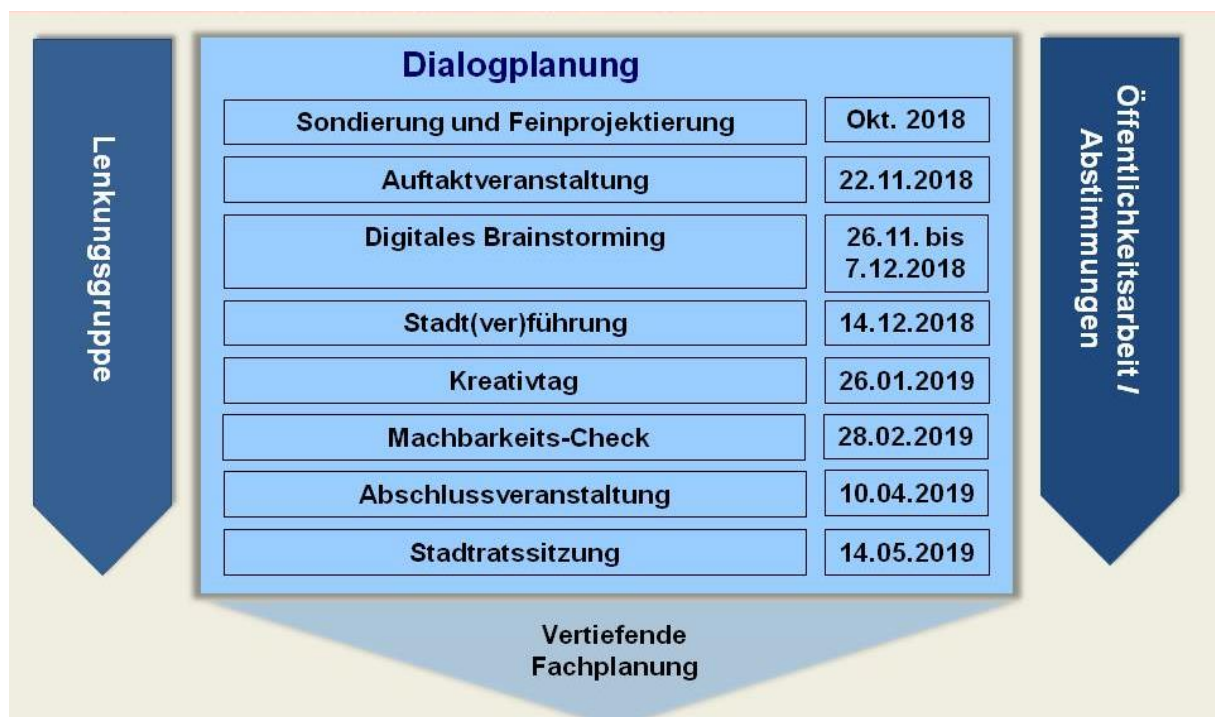 Dialogplanung
Sondierung und Feinprojektierung
Okt. 2018
Auftaktveranstaltung
22.11.2018
Digitales Brainstorming
26.11. bis
7.12.2018
Stadt(ver)führung
14.12.2018
Kreativtag
26.01.2019
Machbarkeits-Check
28.02.2019
Abschlussveranstaltung
10.04.2019
Stadtratssitzung
14.05.2019
Lenkungsgruppe
Öffentlichkeitsarbeit /
Abstimmungen
Vertiefende
Fachplanung